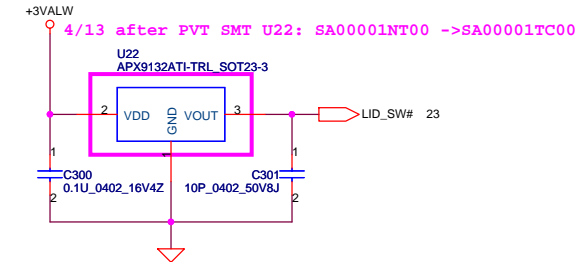 +3VALW
4/13 after PVT SMT U22: SA00001NT00 ->SA00001TC00
U22
APX9132ATI-TRL_SOT23-3
2 VDD GND VOUT 3
1
LID_SW# 23
1
C300
0.1U_0402_16V4Z
2
1
C301
10P_0402_50V8J
2